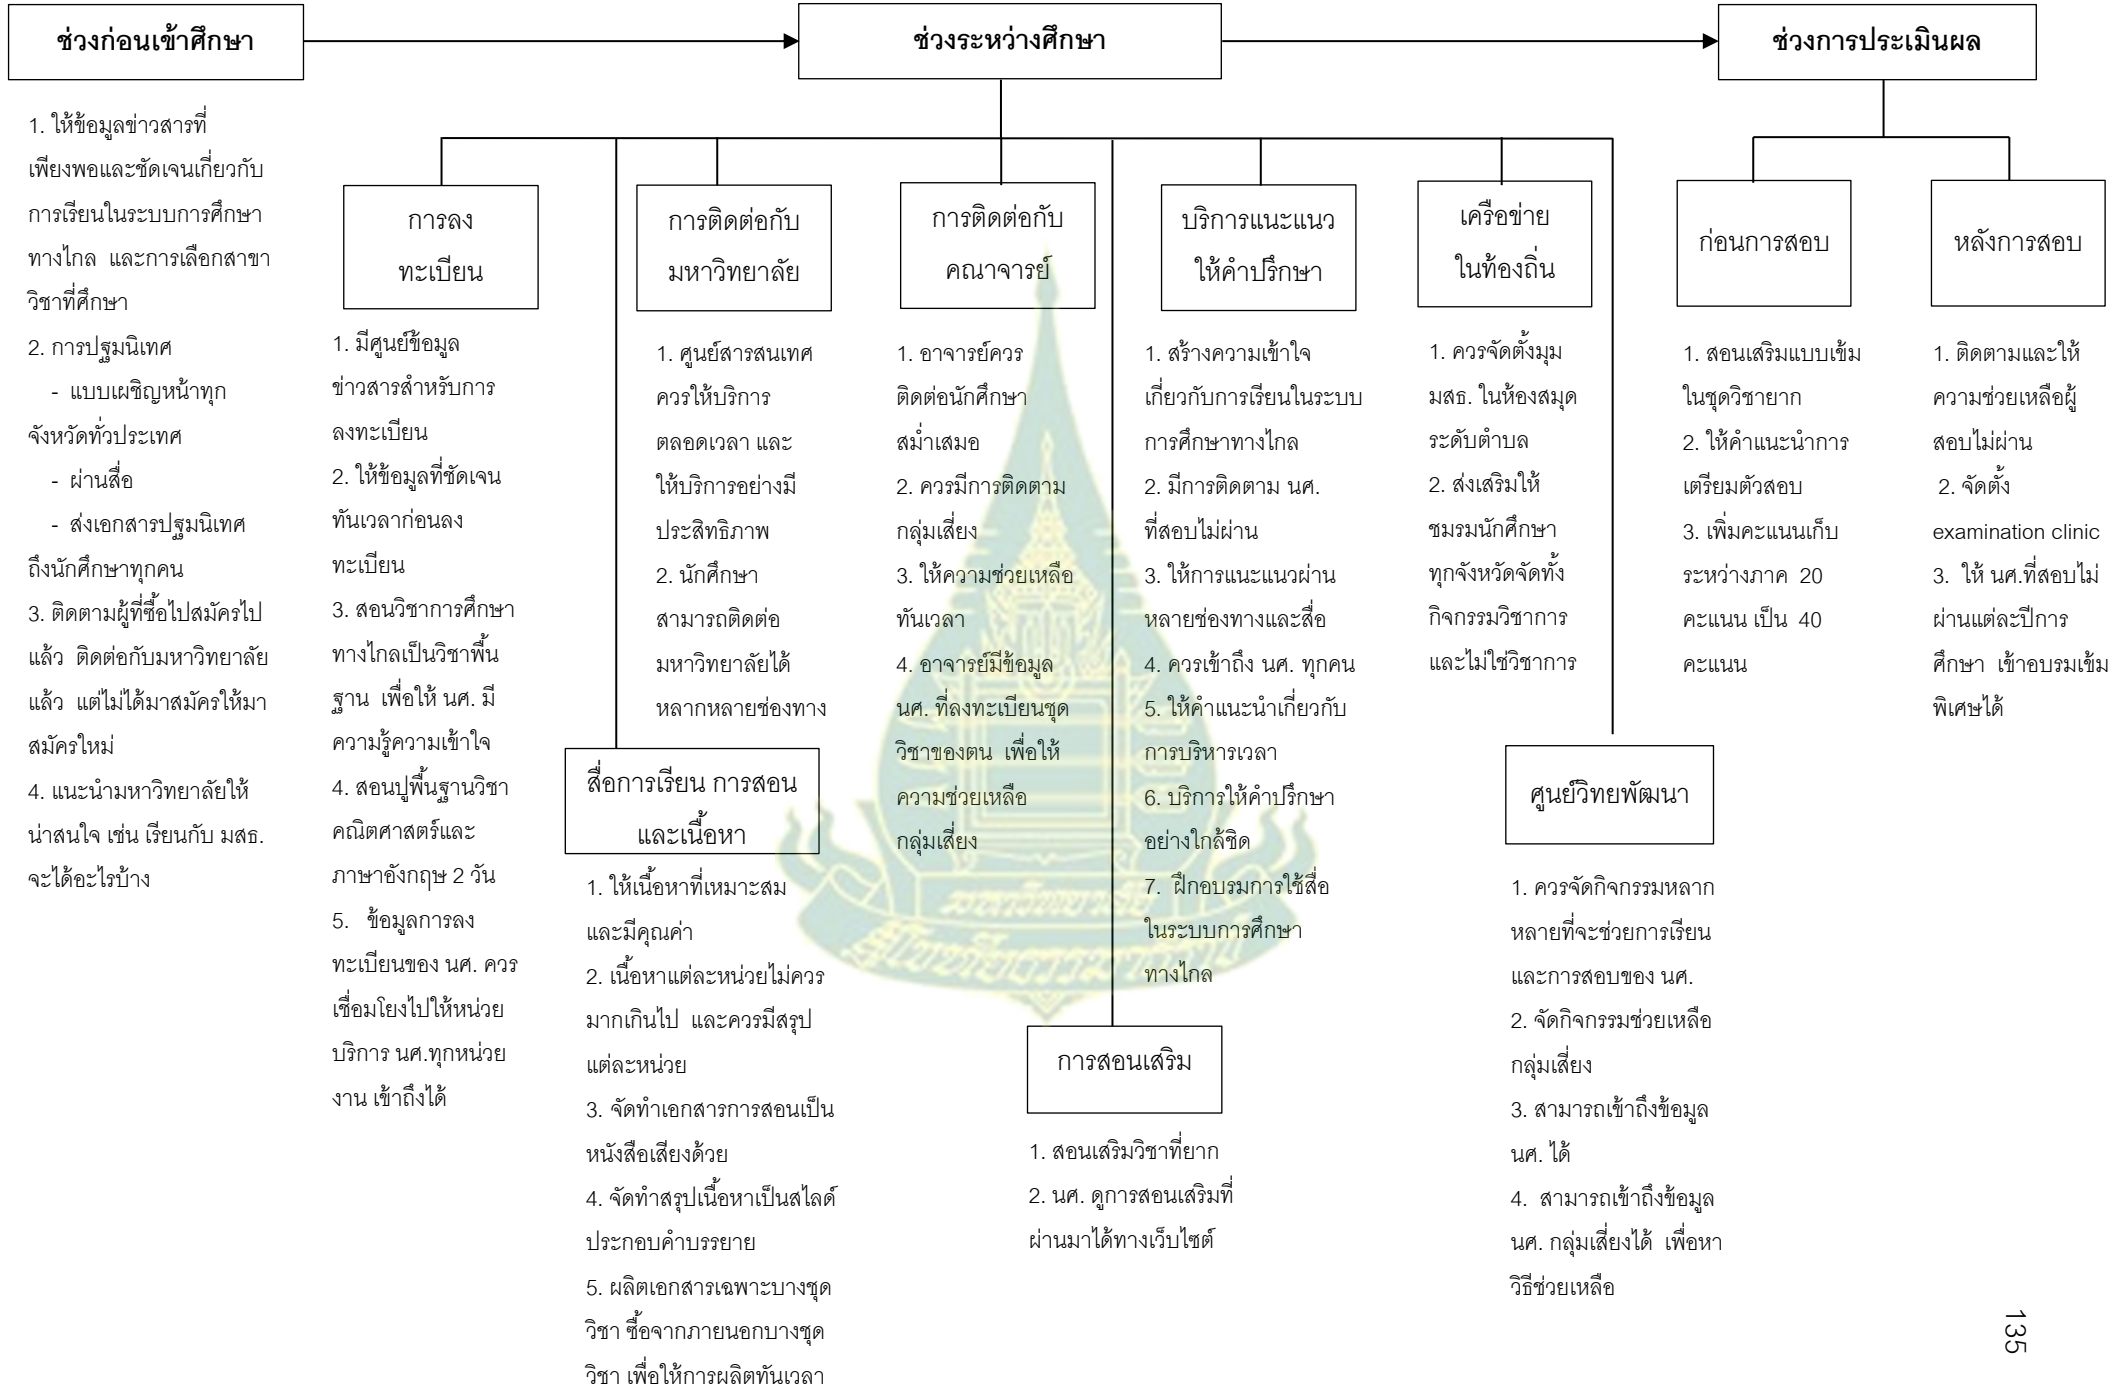 ช่วงก่อนเข้าศึกษา
ช่วงระหว่างศึกษา
ช่วงการประเมินผล
1. ให้ข้อมูลข่าวสารที่
เพียงพอและชัดเจนเกี่ยวกับ
การเรียนในระบบการศึกษา
ทางไกล และการเลือกสาขา
วิชาที่ศึกษา
2. การปฐมนิเทศ
- แบบเผชิญหน้าทุก
จังหวัดทั่วประเทศ
- ผ่านสื่อ
- ส่งเอกสารปฐมนิเทศ
ถึงนักศึกษาทุกคน
3. ติดตามผู้ที่ซื้อไปสมัครไป
แล้ว ติดต่อกับมหาวิทยาลัย
แล้ว แต่ไม่ได้มาสมัครให้มา
สมัครใหม่
4. แนะนำมหาวิทยาลัยให้
น่าสนใจ เช่น เรียนกับ มสธ.
จะได้อะไรบ้าง
การลง
ทะเบียน
1. มีศูนย์ข้อมูล
ข่าวสารสำหรับการ
ลงทะเบียน
2. ให้ข้อมูลที่ชัดเจน
ทันเวลาก่อนลง
ทะเบียน
3. สอนวิชาการศึกษา
ทางไกลเป็นวิชาพื้น
ฐาน เพื่อให้ นศ. มี
ความรู้ความเข้าใจ
4. สอนปูพื้นฐานวิชา
คณิตศาสตร์และ
ภาษาอังกฤษ 2 วัน
5. ข้อมูลการลง
ทะเบียนของ นศ. ควร
เชื่อมโยงไปให้หน่วย
บริการ นศ.ทุกหน่วย
งาน เข้าถึงได้
สื่อการเรียน การสอน
และเนื้อหา
1. ให้เนื้อหาที่เหมาะสม
และมีคุณค่า
2. เนื้อหาแต่ละหน่วยไม่ควร
มากเกินไป และควรมีสรุป
แต่ละหน่วย
3. จัดทำเอกสารการสอนเป็น
หนังสือเสียงด้วย
4. จัดทำสรุปเนื้อหาเป็นสไลด์
ประกอบคำบรรยาย
5. ผลิตเอกสารเฉพาะบางชุด
วิชา ซื้อจากภายนอกบางชุด
วิชา เพื่อให้การผลิตทันเวลา
การติดต่อกับ
มหาวิทยาลัย
1. ศูนย์สารสนเทศ
ควรให้บริการ
ตลอดเวลา และ
ให้บริการอย่างมี
ประสิทธิภาพ
2. นักศึกษา
สามารถติดต่อ
มหาวิทยาลัยได้
หลากหลายช่องทาง
การติดต่อกับ
คณาจารย์
1. อาจารย์ควร
ติดต่อนักศึกษา
สม่ำเสมอ
2. ควรมีการติดตาม
กลุ่มเสี่ยง
3. ให้ความช่วยเหลือ
ทันเวลา
4. อาจารย์มีข้อมูล
นศ. ที่ลงทะเบียนชุด
วิชาของตน เพื่อให้
ความช่วยเหลือ
กลุ่มเสี่ยง
การสอนเสริม
1. สอนเสริมวิชาที่ยาก
2. นศ. ดูการสอนเสริมที่
ผ่านมาได้ทางเว็บไซต์
บริการแนะแนว
ให้คำปรึกษา
1. สร้างความเข้าใจ
เกี่ยวกับการเรียนในระบบ
การศึกษาทางไกล
2. มีการติดตาม นศ.
ที่สอบไม่ผ่าน
3. ให้การแนะแนวผ่าน
หลายช่องทางและสื่อ
4. ควรเข้าถึง นศ. ทุกคน
5. ให้คำแนะนำเกี่ยวกับ
การบริหารเวลา
6. บริการให้คำปรึกษา
อย่างใกล้ชิด
7. ฝึกอบรมการใช้สื่อ
ในระบบการศึกษา
ทางไกล
เครือข่าย
ในท้องถิ่น
1. ควรจัดตั้งมุม
มสธ. ในห้องสมุด
ระดับตำบล
2. ส่งเสริมให้
ชมรมนักศึกษา
ทุกจังหวัดจัดทั้ง
กิจกรรมวิชาการ
และไม่ใช่วิชาการ
ศูนย์วิทยพัฒนา
1. ควรจัดกิจกรรมหลาก
หลายที่จะช่วยการเรียน
และการสอบของ นศ.
2. จัดกิจกรรมช่วยเหลือ
กลุ่มเสี่ยง
3. สามารถเข้าถึงข้อมูล
นศ. ได้
4. สามารถเข้าถึงข้อมูล
นศ. กลุ่มเสี่ยงได้ เพื่อหา
วิธีช่วยเหลือ
ก่อนการสอบ
1. สอนเสริมแบบเข้ม
ในชุดวิชายาก
2. ให้คำแนะนำการ
เตรียมตัวสอบ
3. เพิ่มคะแนนเก็บ
ระหว่างภาค 20
คะแนน เป็น 40
คะแนน
หลังการสอบ
1. ติดตามและให้
ความช่วยเหลือผู้
สอบไม่ผ่าน
2. จัดตั้ง
examination clinic
3. ให้ นศ.ที่สอบไม่
ผ่านแต่ละปีการ
ศึกษา เข้าอบรมเข้ม
พิเศษได้
มหาวิทยาลัย
สุโขทัยธรรมาธิราช
135